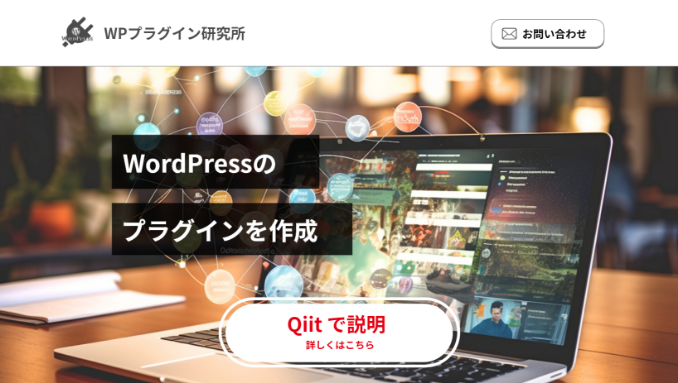 WPプラグイン研究所
お問い合わせ
WordPressの
プラグインを作成
Qiit で説明
詳しくはこちら